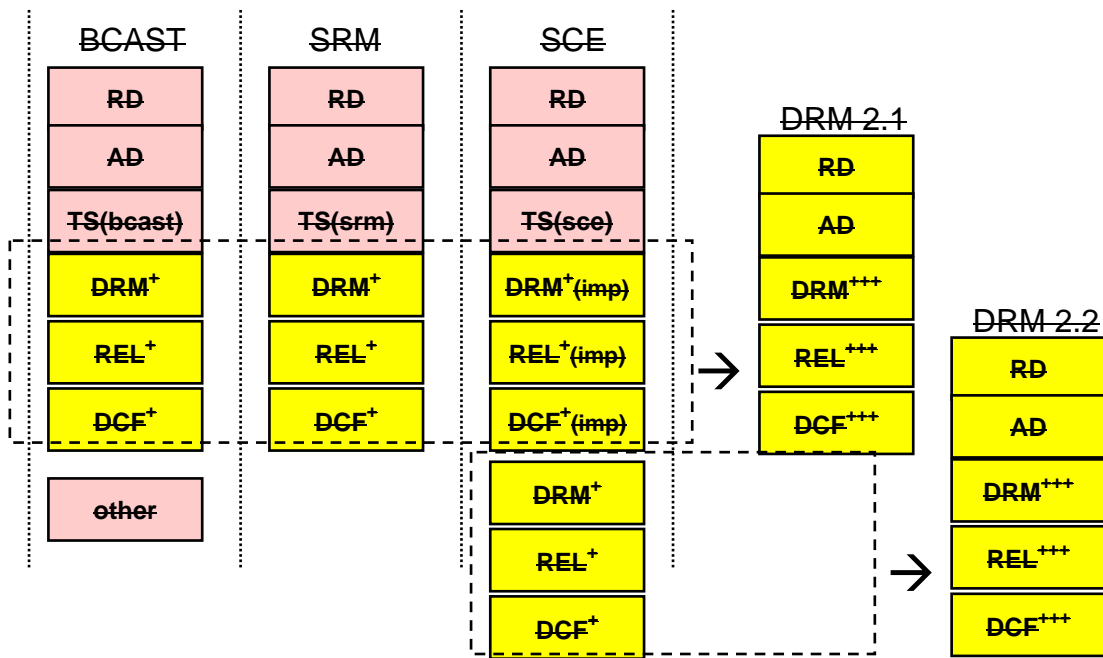 BCAST
RD
AD
TS(bcast)
DRM+
REL+
DCF+
other
SRM
RD
AD
TS(srm)
DRM+
REL+
DCF+
SCE
RD
AD
TS(sce)
DRM+(imp)
REL+(imp)
DCF+(imp)
DRM+
REL+
DCF+
DRM 2.1
RD
AD
DRM+++
REL+++
DCF+++
DRM 2.2
RD
AD
DRM+++
REL+++
DCF+++